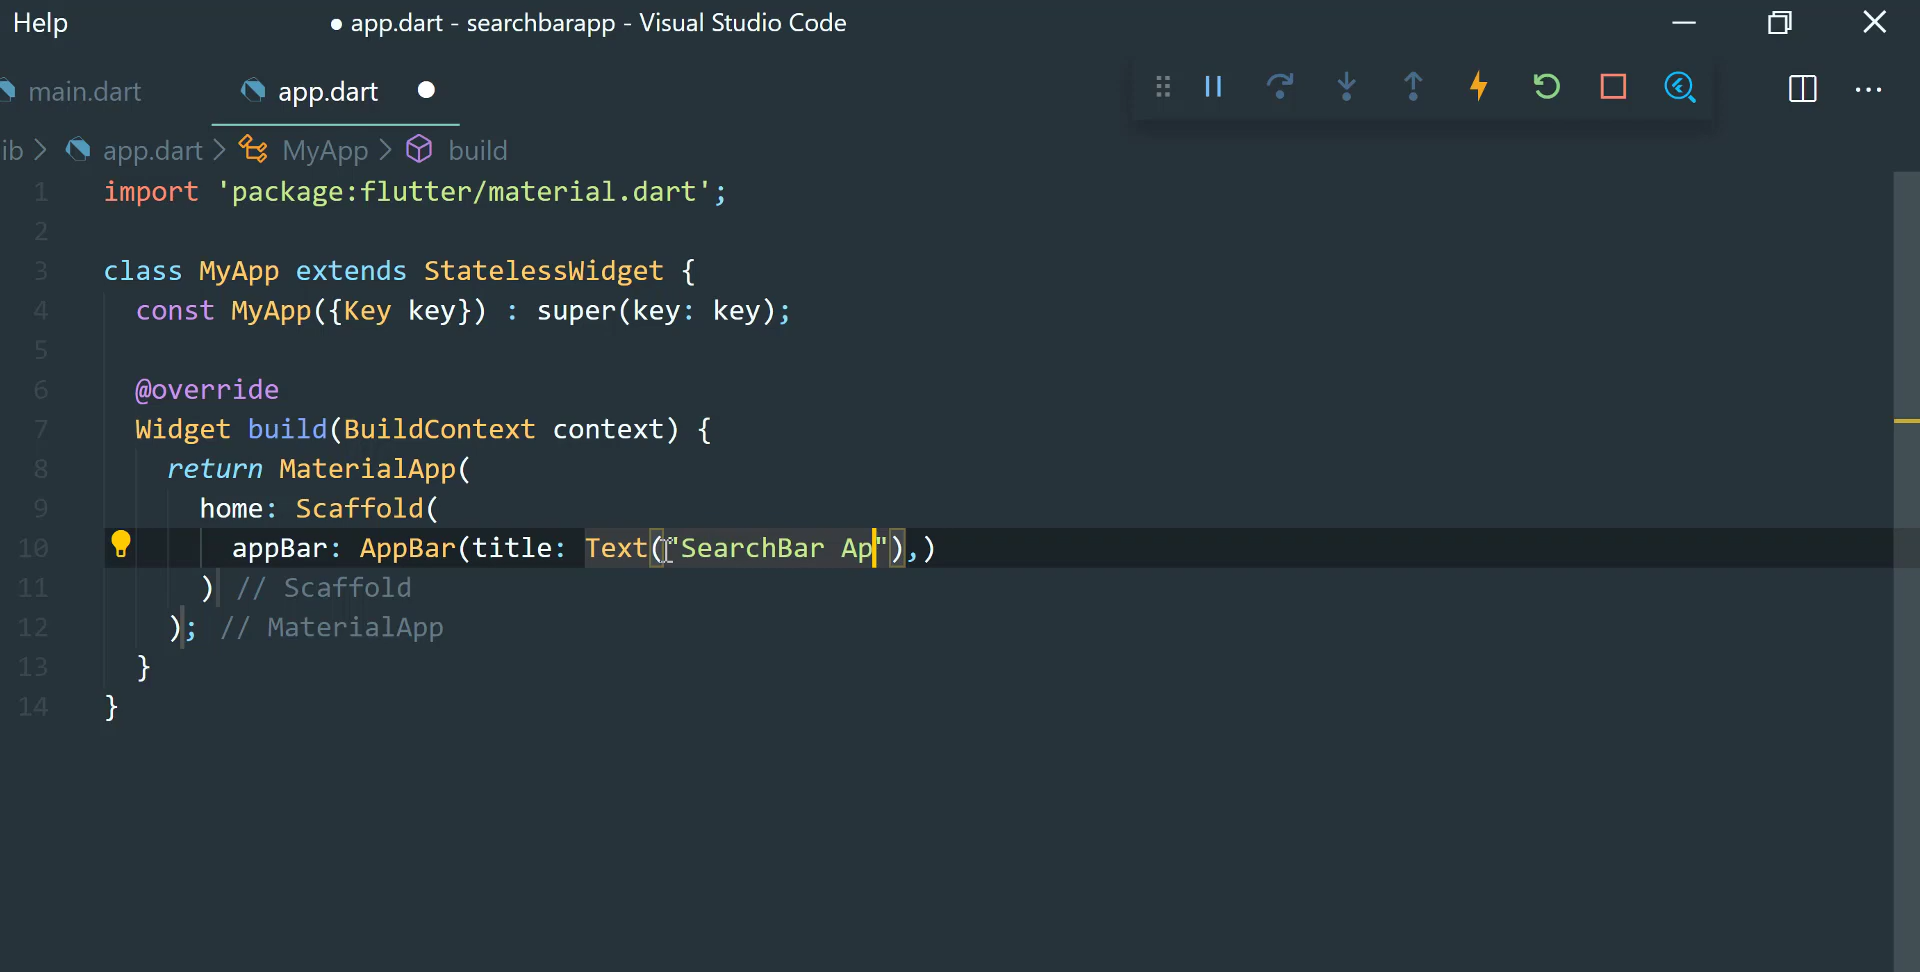 Help
● app.dart - searchbarapp - Visual Studio Code
main.dart
app.dart
ib > app.dart > MyApp > build
1 import 'package:flutter/material.dart';
2
3 class MyApp extends StatelessWidget {
4 const MyApp({Key key}) : super(key: key);
5
6 @override
7 Widget build(BuildContext context) {
8 return MaterialApp(
9 home: Scaffold(
10 appBar: AppBar(title: Text("SearchBar Ap"),)
11 ) // Scaffold
12 ); // MaterialApp
13 }
14 }